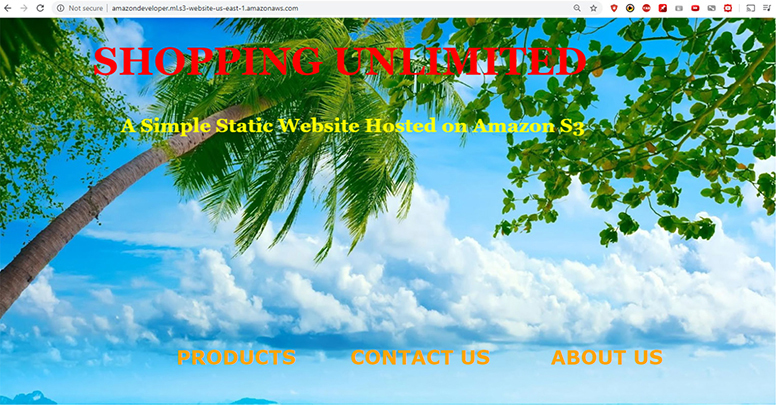 Not secure | amazondeveloper.ml.s3-website-us-east-1.amazonaws.com
SHOPPING UNLIMITED
A Simple Static Website Hosted on Amazon S3
PRODUCTS CONTACT US ABOUT US